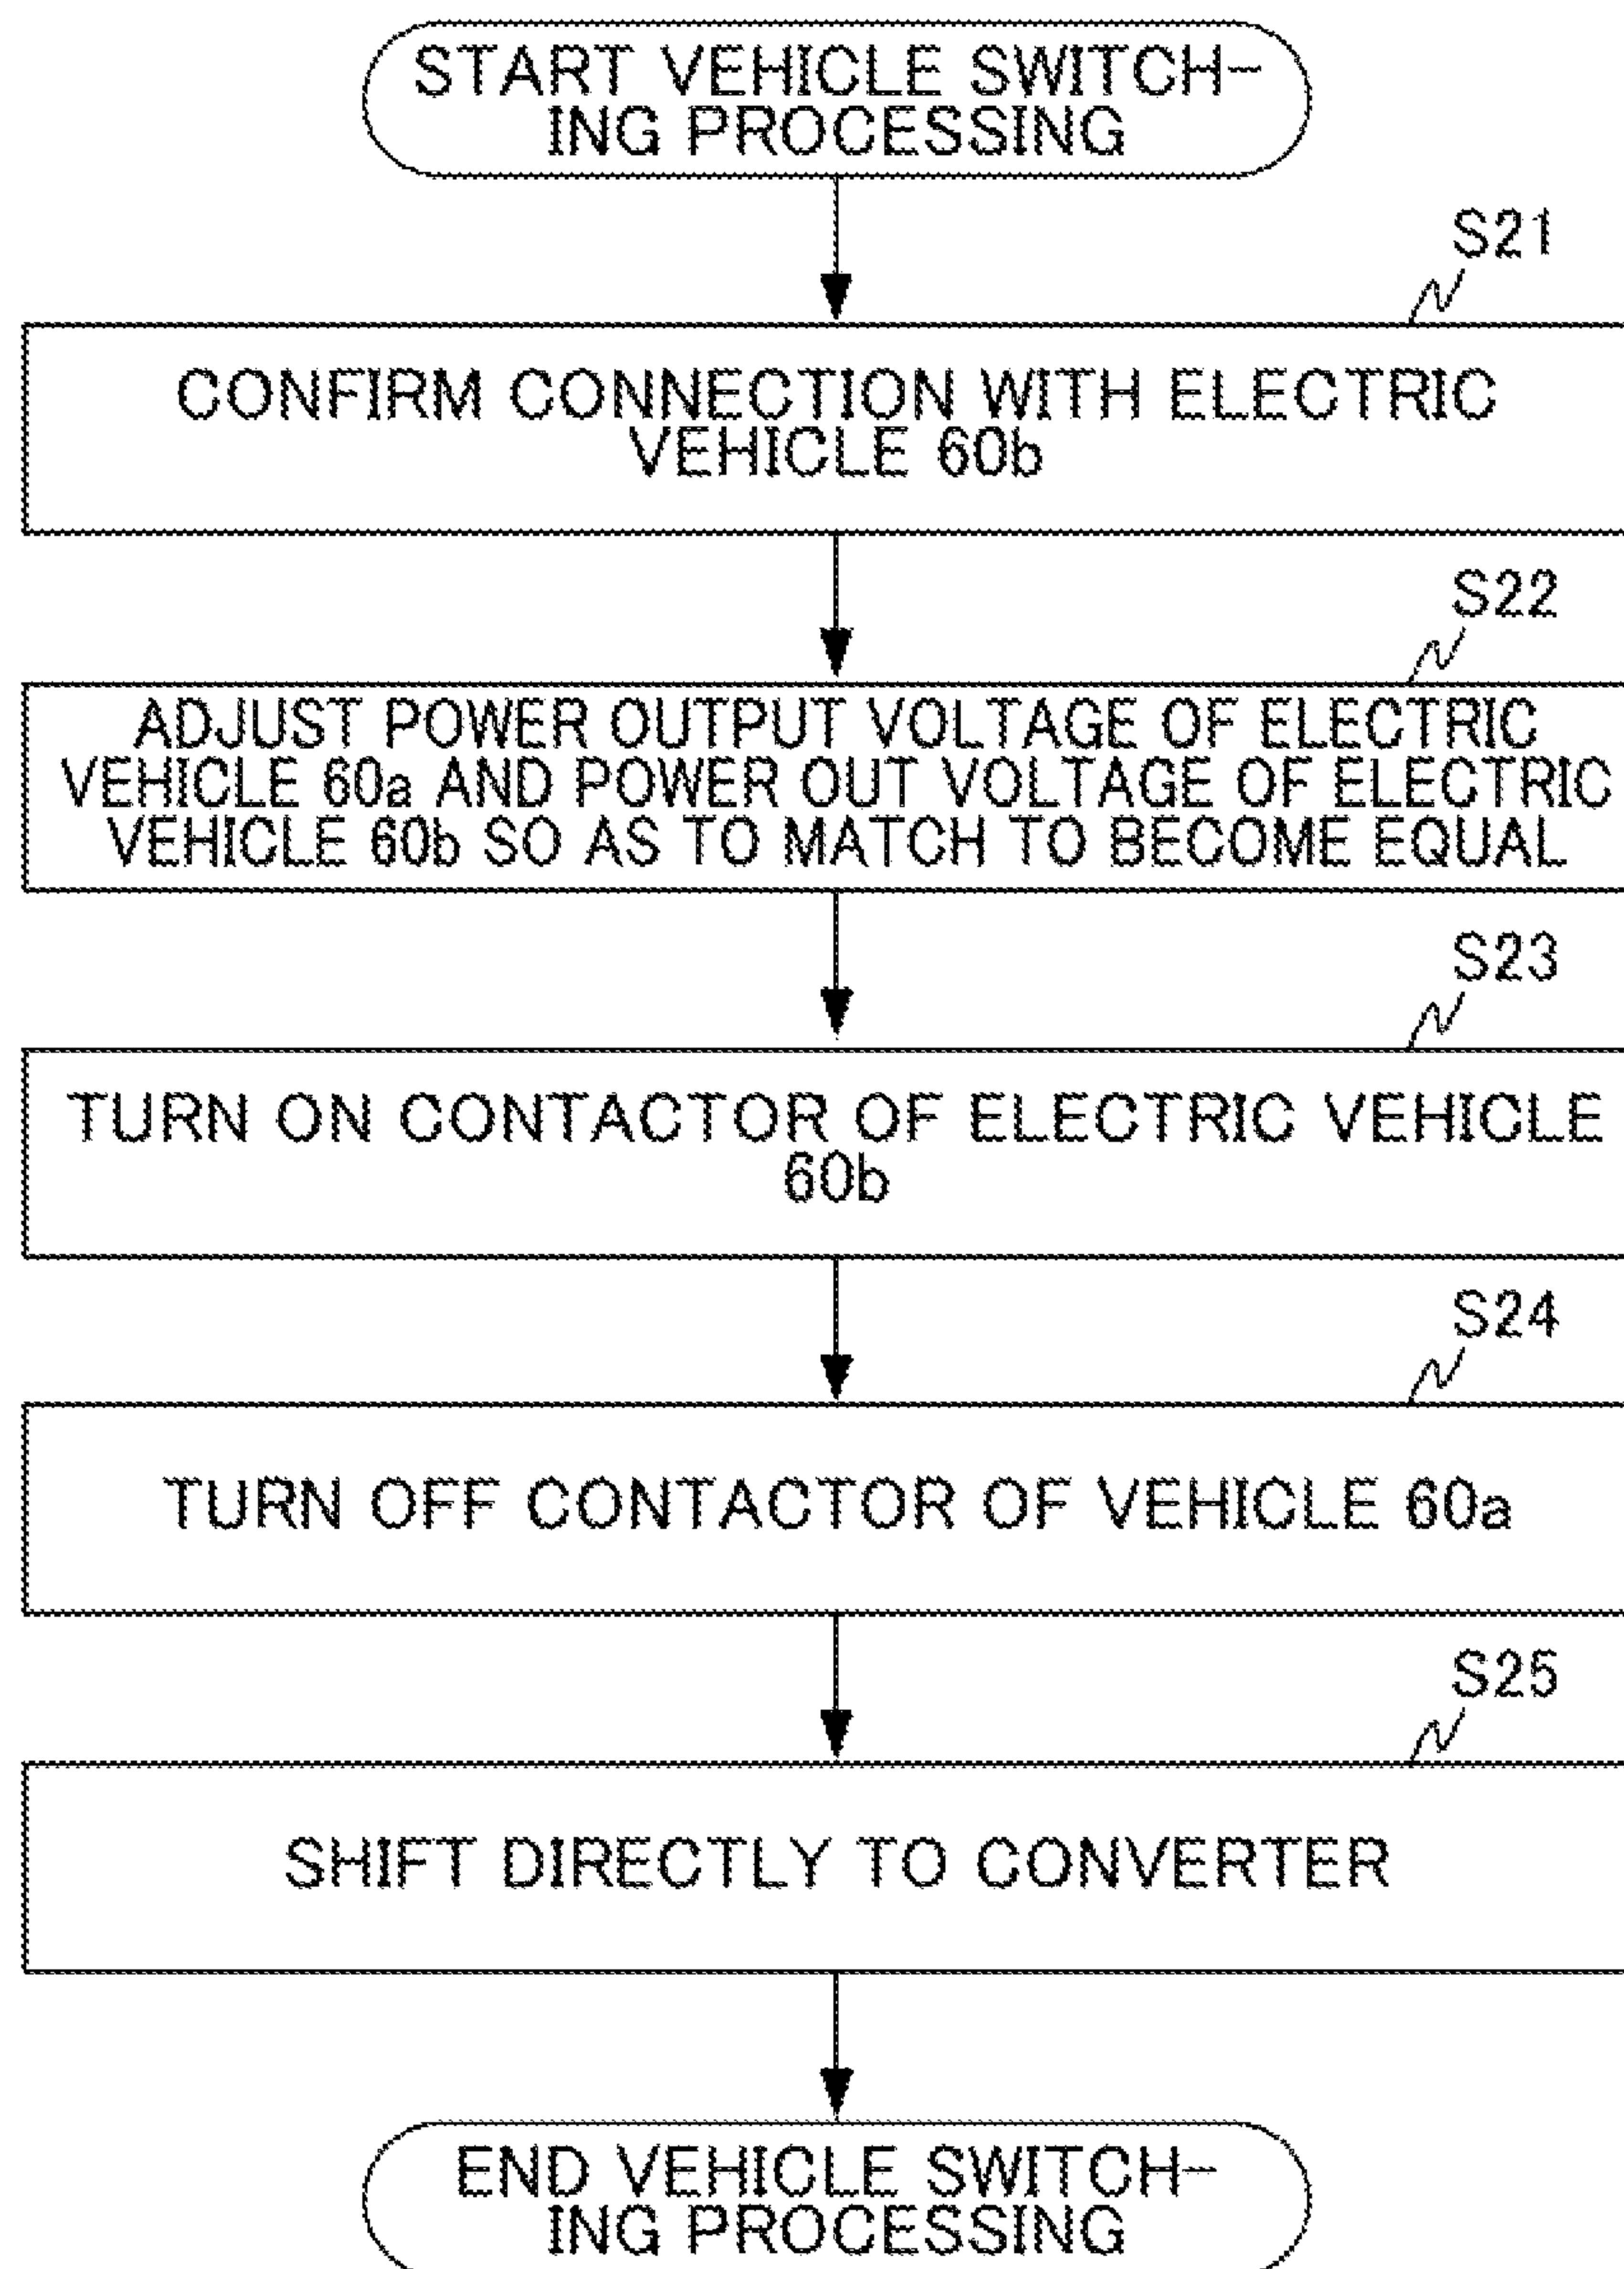 START VEHICLE SWITCH-
ING PROCESSING
S21
CONFIRM CONNECTION WITH ELECTRIC
VEHICLE 60b
S22
ADJUST POWER OUTPUT VOLTAGE OF ELECTRIC
VEHICLE 60a AND POWER OUT VOLTAGE OF ELECTRIC
VEHICLE 60b SO AS TO MATCH TO BECOME EQUAL
S23
TURN ON CONTACTOR OF ELECTRIC VEHICLE
60b
S24
TURN OFF CONTACTOR OF VEHICLE 60a
S25
SHIFT DIRECTLY TO CONVERTER
END VEHICLE SWITCH-
ING PROCESSING